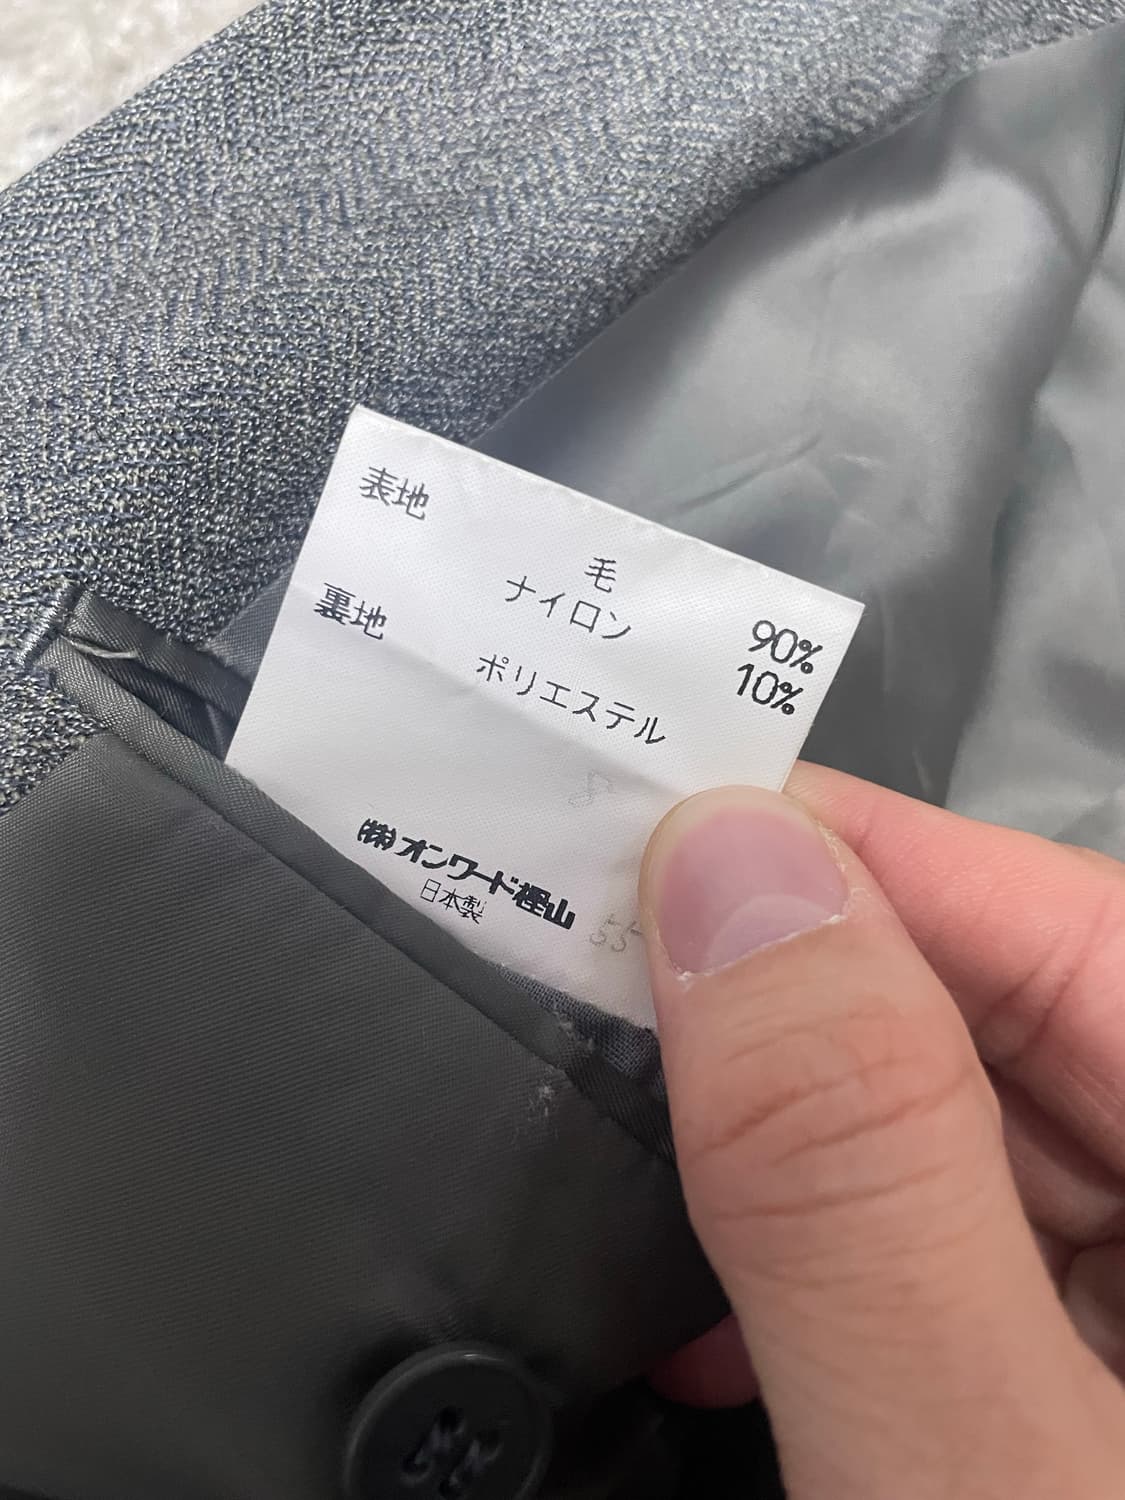 表地
毛 90%
ナイロン 10%
裏地
ポリエステル
(株)オンワード樫山
日本製